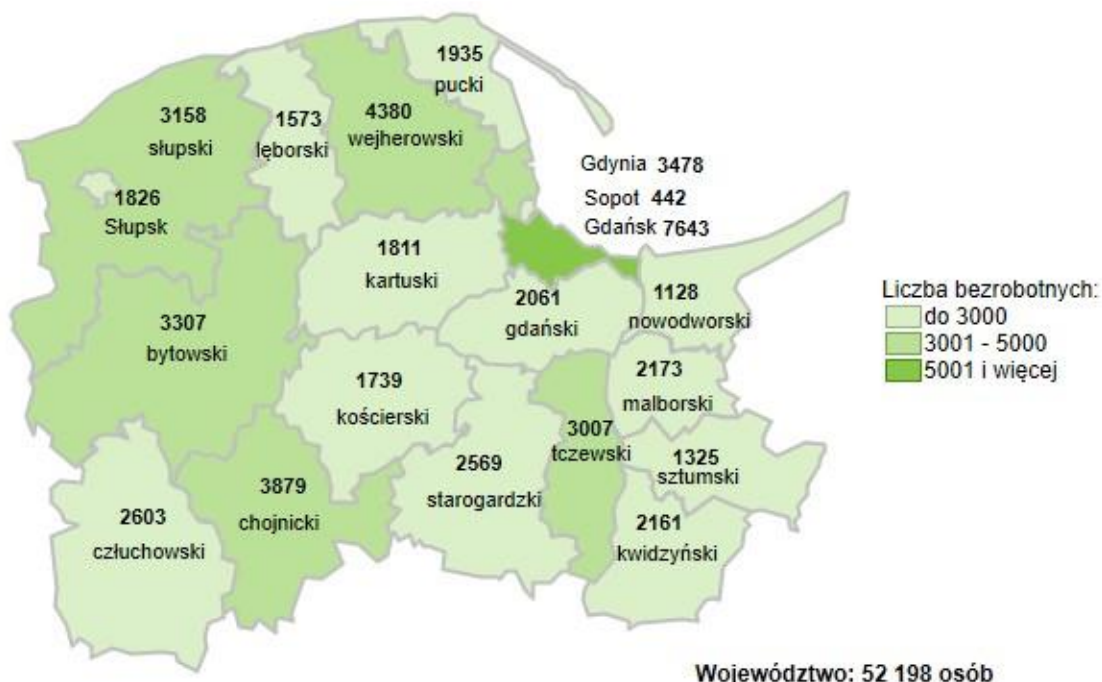 1935
pucki
3158
słupski
1573
lęborski
4380
wejherowski
Gdynia 3478
Sopot 442
Gdańsk 7643
1826
Słupsk
1811
kartuski
2061
gdański
1128
nowodworski
Liczba bezrobotnych:
do 3000
3001 - 5000
5001 i więcej
3307
bytowski
1739
kościerski
2173
malborski
3007
tczewski
2569
starogardzki
1325
sztumski
3879
chojnicki
2603
człuchowski
2161
kwidzyński
Województwo: 52 198 osób